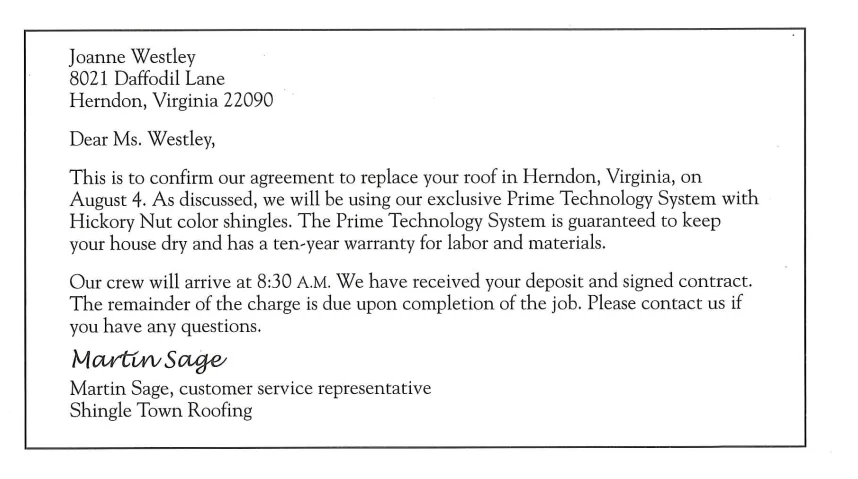 Joanne Westley
8021 Daffodil Lane
Herndon, Virginia 22090
Dear Ms. Westley,
This is to confirm our agreement to replace your roof in Herndon, Virginia, on
August 4. As discussed, we will be using our exclusive Prime Technology System with
Hickory Nut color shingles. The Prime Technology System is guaranteed to keep
your house dry and has a ten-year warranty for labor and materials.
Our crew will arrive at 8:30 A.M. We have received your deposit and signed contract.
The remainder of the charge is due upon completion of the job. Please contact us if
you have any questions.
Martin Sage
Martin Sage, customer service representative
Shingle Town Roofing